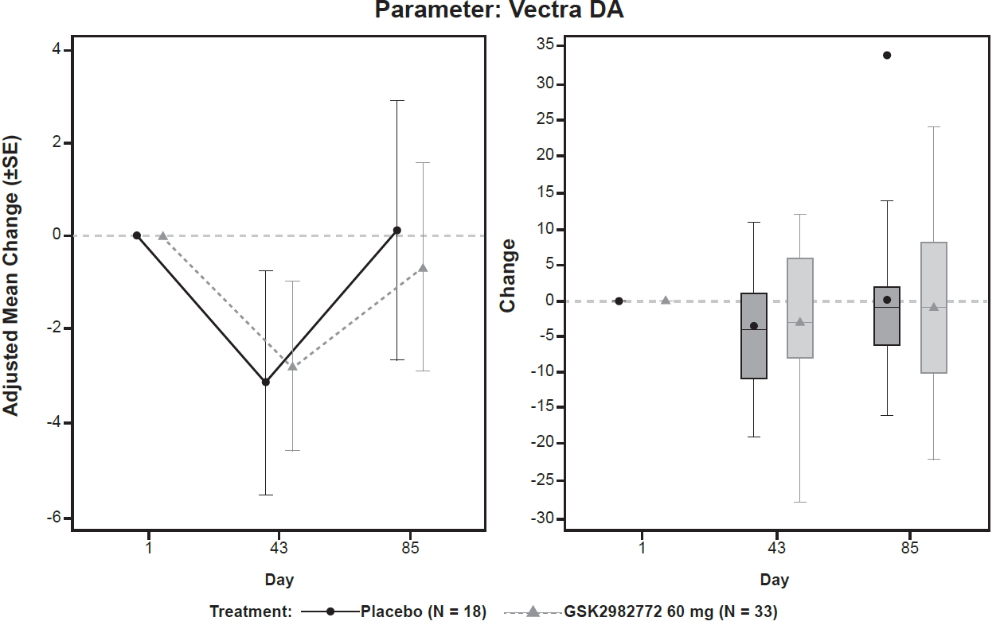 Parameter: Vectra DA
Adjusted Mean Change (±SE)
4
2
0
-2
-4
-6
1 43 85
Day
Change
35
30
25
20
15
10
5
0
-5
-10
-15
-20
-25
-30
1 43 85
Day
Treatment: Placebo (N = 18) GSK2982772 60 mg (N = 33)